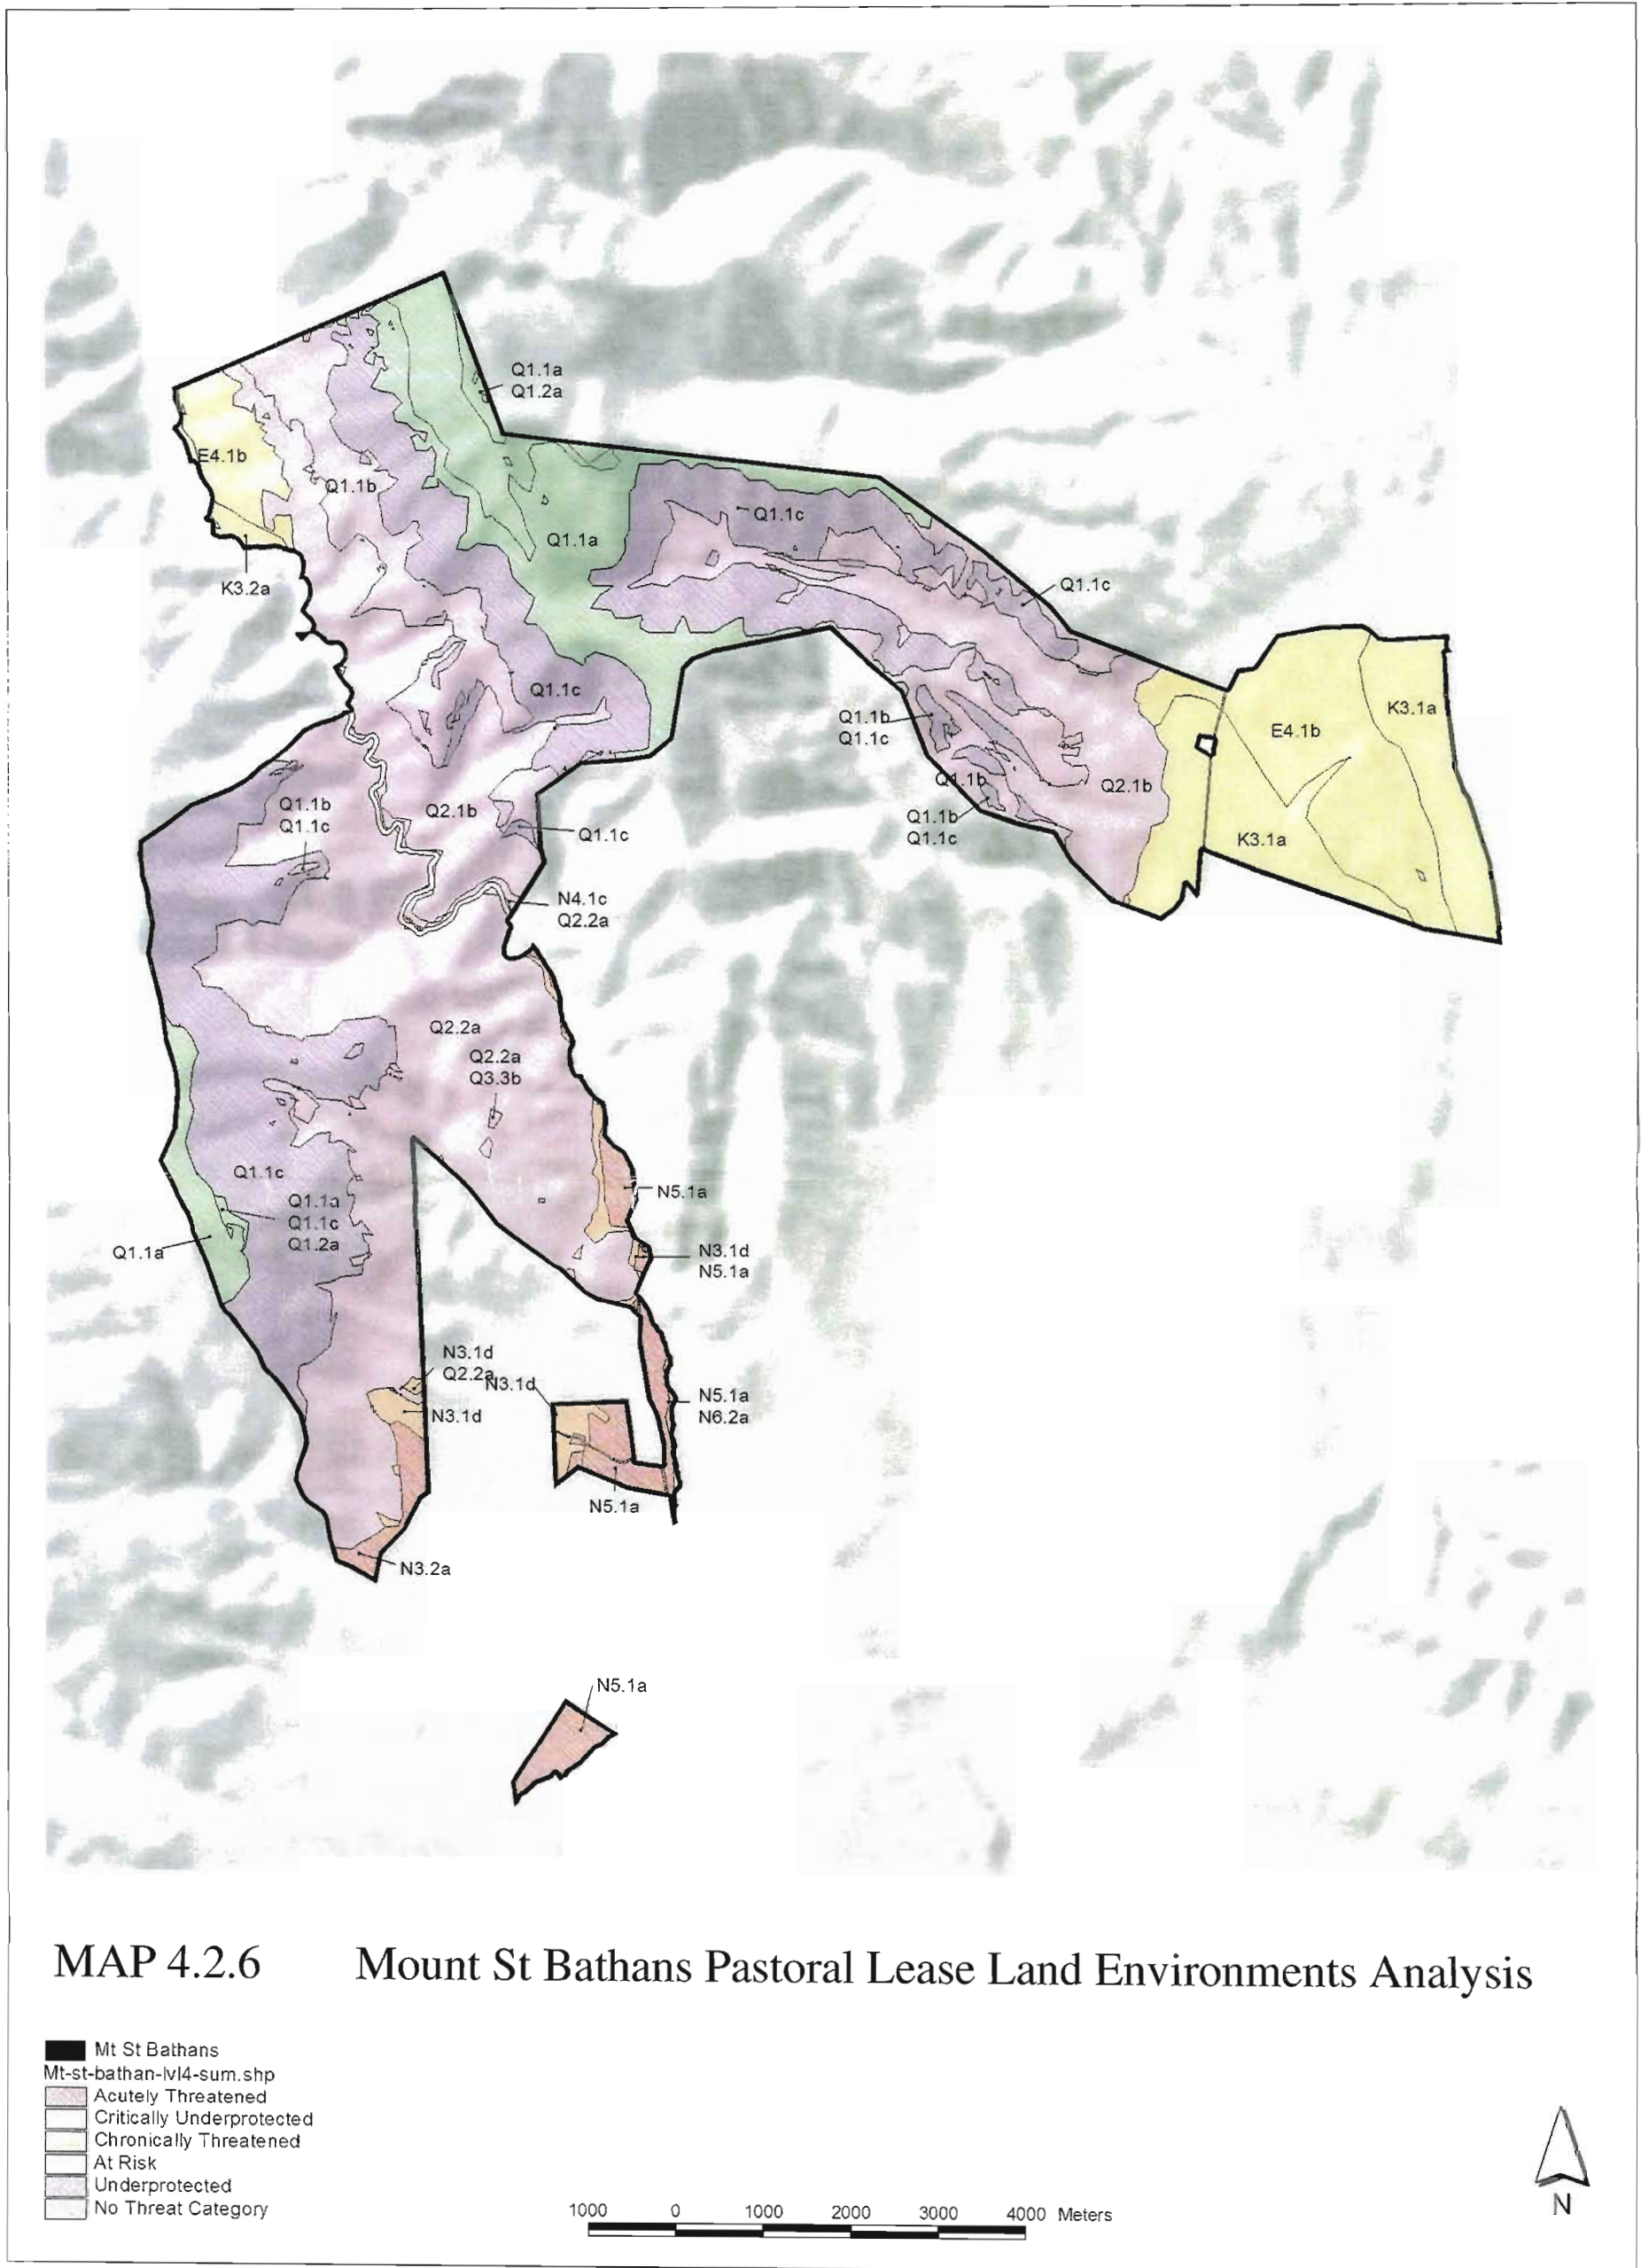 Q1.1a
Q1.2a
E4.1b
Q1.1b
Q1.1c
Q1.1a
K3.2a
Q1.1c
Q1.1c
K3.1a
Q1.1b
Q1.1c
E4.1b
Q1.1b
Q2.1b
Q1.1b
Q1.1c
Q2.1b
Q1.1b
Q1.1c
Q1.1c
K3.1a
N4.1c
Q2.2a
Q2.2a
Q2.2a
Q3.3b
Q1.1c
N5.1a
Q1.1a
Q1.1c
Q1.2a
Q1.1a
N3.1d
N5.1a
N3.1d
Q2.2a
N3.1d
N3.1d
N5.1a
N6.2a
N5.1a
N3.2a
N5.1a
MAP 4.2.6 Mount St Bathans Pastoral Lease Land Environments Analysis
Mt St Bathans
Mt-st-bathan-lvl4-sum.shp
Acutely Threatened
Critically Underprotected
Chronically Threatened
At Risk
Underprotected
No Threat Category
1000 0 1000 2000 3000 4000 Meters
N